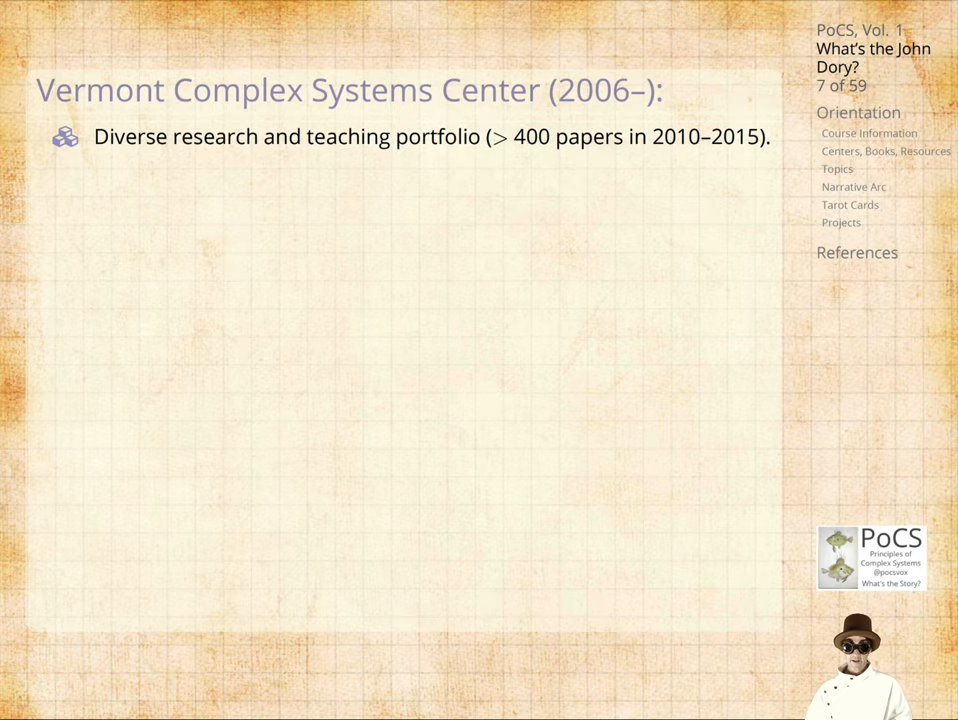 Vermont Complex Systems Center (2006–):
Diverse research and teaching portfolio (> 400 papers in 2010–2015).
PoCS, Vol. 1
What's the John
Dory?
7 of 59
Orientation
Course Information
Centers, Books, Resources
Topics
Narrative Arc
Tarot Cards
Projects
References
PoCS
Principles of
Complex Systems
@pocsvox
What's the Story?